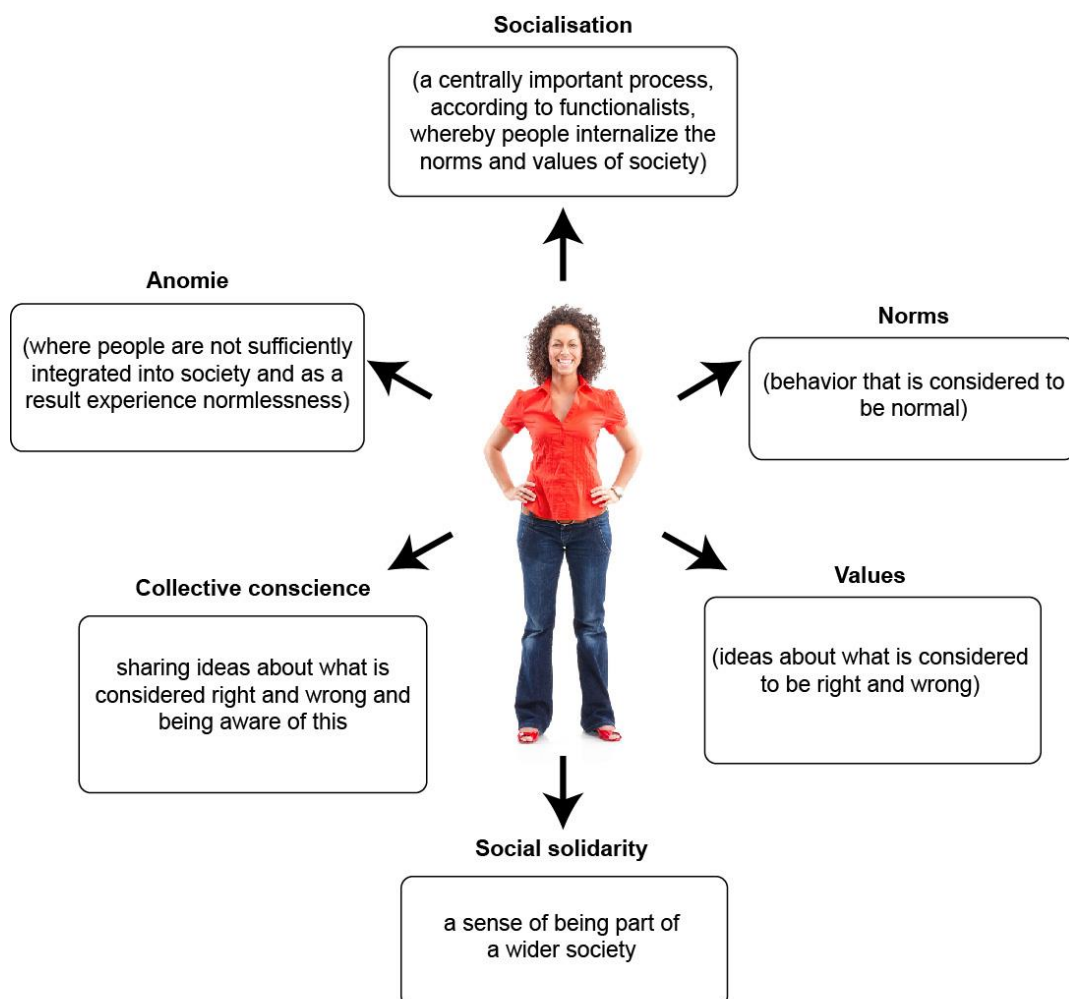 Socialisation
(a centrally important process,
according to functionalists,
whereby people internalize the
norms and values of society)
Anomie
(where people are not sufficiently
integrated into society and as a
result experience normlessness)
Norms
(behavior that is considered to
be normal)
Collective conscience
sharing ideas about what is
considered right and wrong and
being aware of this
Values
(ideas about what is considered
to be right and wrong)
Social solidarity
a sense of being part of
a wider society